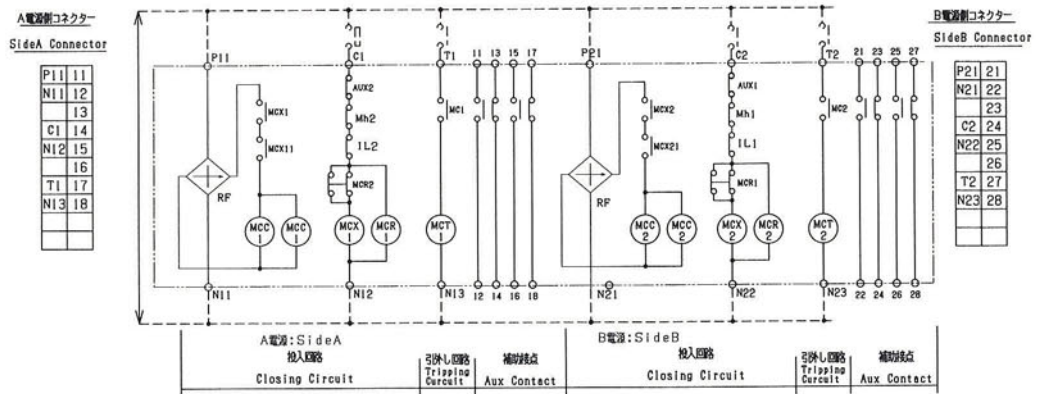 A電源側コネクター
SideA Connector
P11 11
N11 12
13
C1 14
N12 15
16
T1 17
N13 18
P11
C1
T1
11 13 15 17
P21
C2
T2
21 23 25 27
AUX2
Mh2
IL2
MCR2
MCX1
MCX11
MC1
RF
MCC 1
MCC 1
MCX 1
MCR 1
MCT 1
AUX1
Mh1
IL1
MCR1
MCX2
MCX21
MC2
RF
MCC 2
MCC 2
MCX 2
MCR 2
MCT 2
N11
N12
N13
12 14 16 18
N21
N22
N23
22 24 26 28
B電源側コネクター
SideB Connector
P21 21
N21 22
23
C2 24
N22 25
26
T2 27
N23 28
A電源:SideA
投入回路
Closing Circuit
引外し回路
Tripping
Curcuit
補助接点
Aux Contact
B電源:SideB
投入回路
Closing Circuit
引外し回路
Tripping
Curcuit
補助接点
Aux Contact